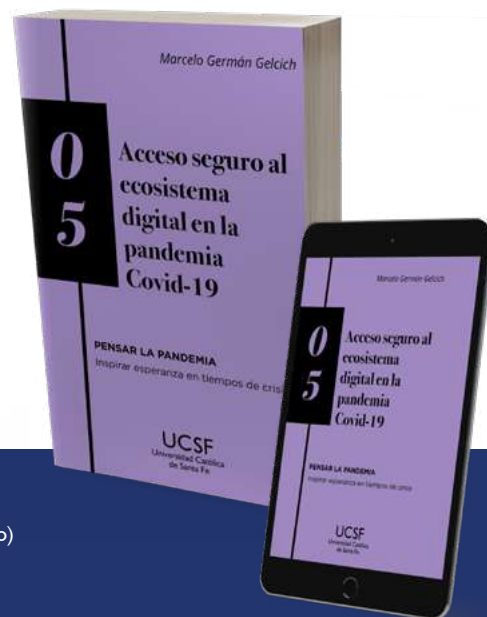 Marcelo Germán Gelcich
0
5
Acceso seguro al
ecosistema
digital en la
pandemia
Covid-19
PENSAR LA PANDEMIA
Inspirar esperanza en tiempos de crisis
UCSF
Universidad Católica
de Santa Fe
Marcelo Germán Gelcich
0
5
Acceso seguro al
ecosistema
digital en la
pandemia
Covid-19
PENSAR LA PANDEMIA
Inspirar esperanza en tiempos de crisis
UCSF
Universidad Católica
de Santa Fe
o)